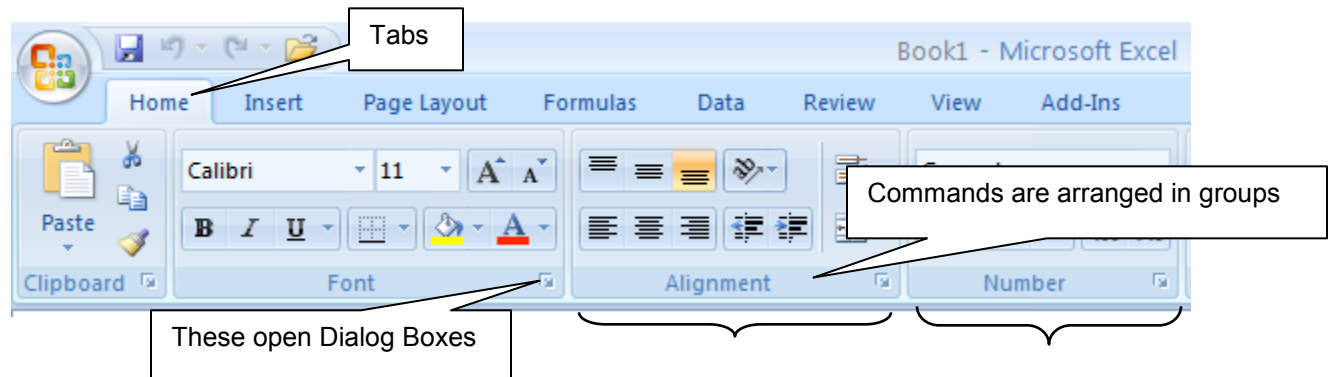 Tabs
Book1 - Microsoft Excel
Home Insert Page Layout Formulas Data Review View Add-Ins
Calibri 11 A A
Commands are arranged in groups
Paste
B I U A
Clipboard Font Alignment Number
These open Dialog Boxes